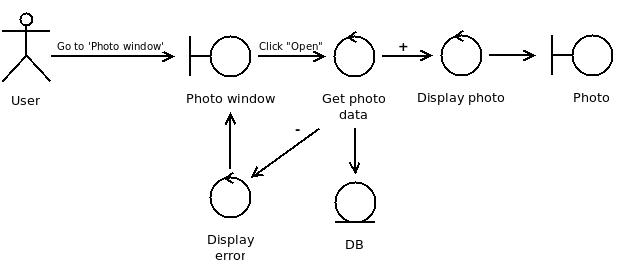 Go to 'Photo window'
Click "Open"
+
User
Photo window
Get photo
data
Display photo
Photo
-
Display
error
DB